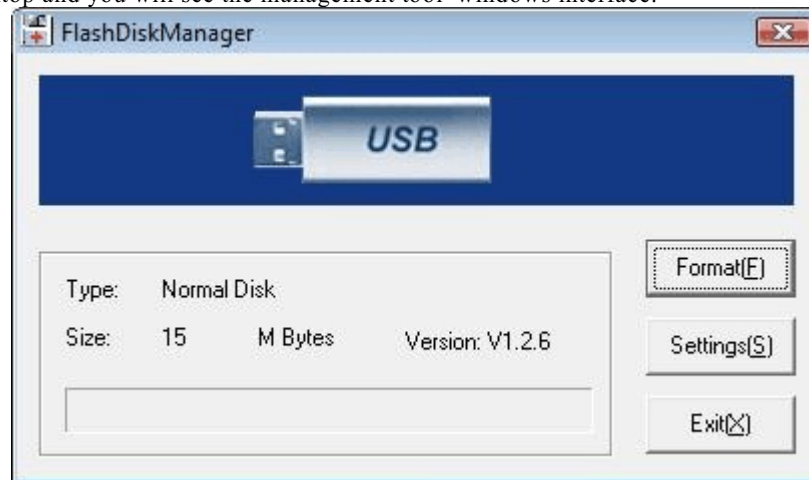 top and you will see the management tool windows interface.
FlashDiskManager
USB
Type: Normal Disk
Format(F)
Size: 15 M Bytes Version: V1.2.6
Settings(S)
Exit(X)